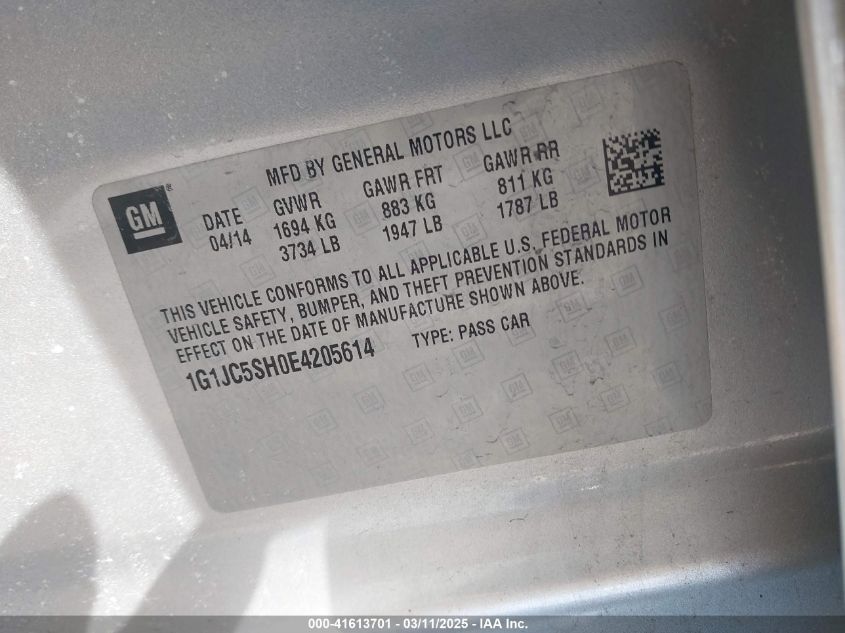 MFD BY GENERAL MOTORS LLC
GM®
DATE GVWR GAWR FRT GAWR RR
04/14 1694 KG 883 KG 811 KG
3734 LB 1947 LB 1787 LB
THIS VEHICLE CONFORMS TO ALL APPLICABLE U.S. FEDERAL MOTOR
VEHICLE SAFETY, BUMPER, AND THEFT PREVENTION STANDARDS IN
EFFECT ON THE DATE OF MANUFACTURE SHOWN ABOVE.
1G1JC5SH0E4205614 TYPE: PASS CAR
000-41613701 - 03/11/2025 - IAA Inc.